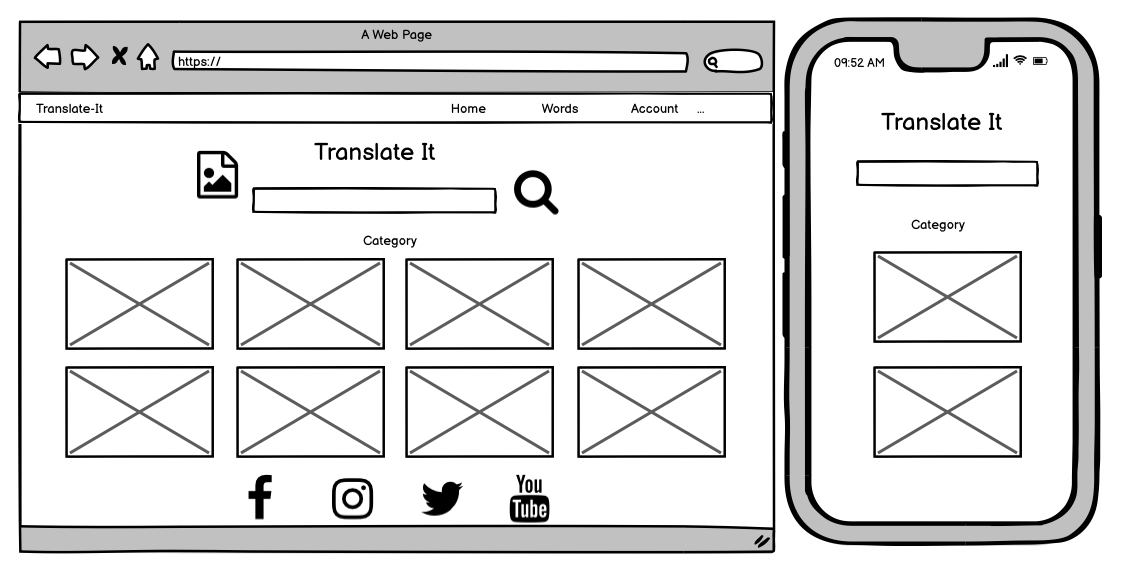 A Web Page
https://
Translate-It Home Words Account ...
Translate It
Category
You
Tube
09:52 AM
Translate It
Category